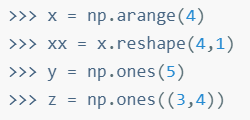 >>> x = np.arange(4)
>>> xx = x.reshape(4,1)
>>> y = np.ones(5)
>>> z = np.ones((3,4))